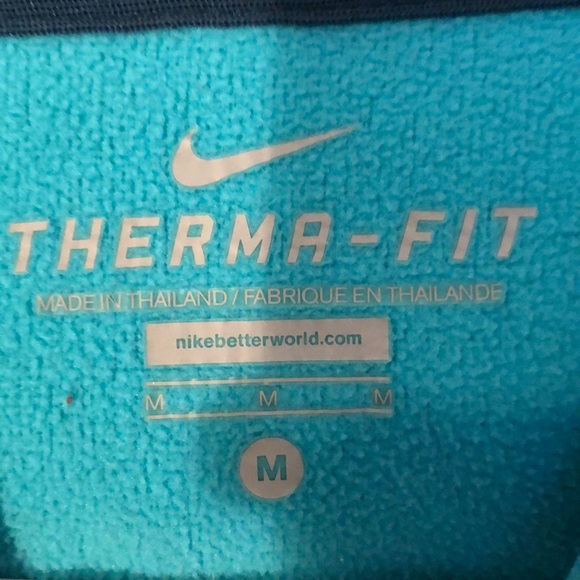 THERMA-FIT
MADE IN THAILAND / FABRIQUE EN THAILANDE
nikebetterworld.com
M M M
M